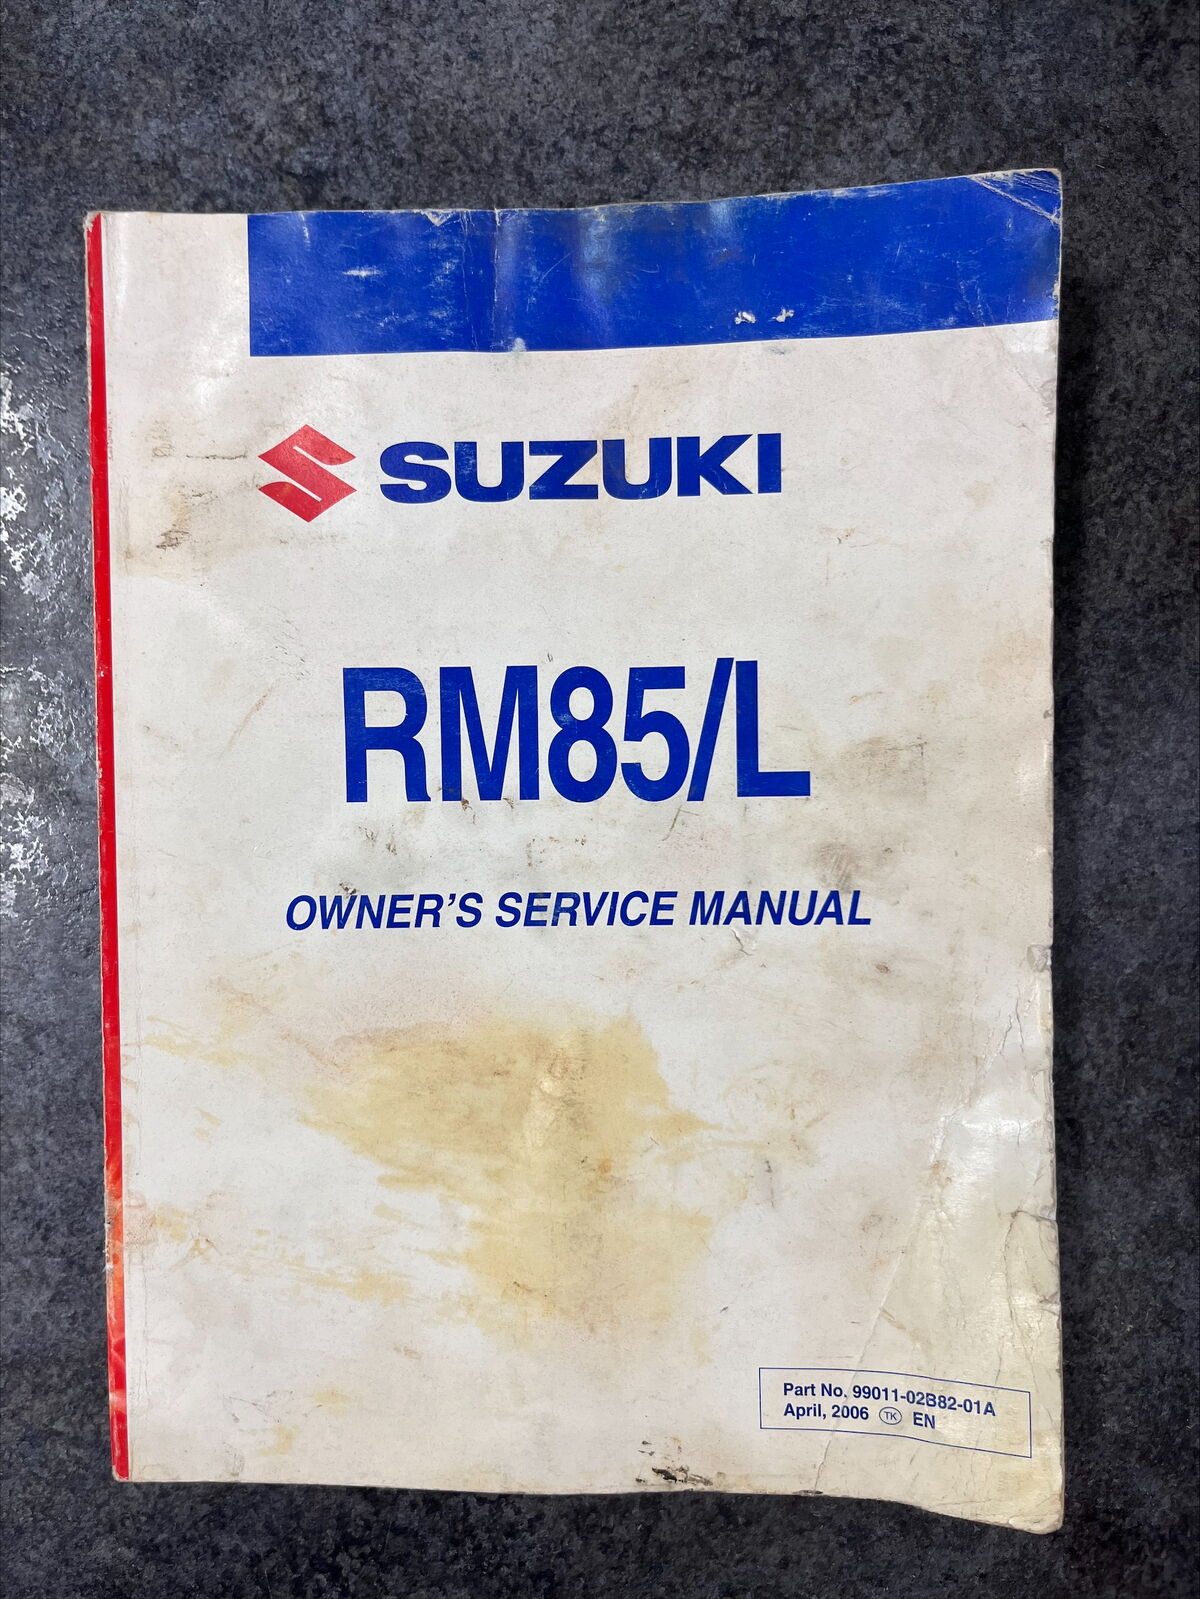 SUZUKI
RM85/L
OWNER'S SERVICE MANUAL
Part No. 99011-02B82-01A
April, 2006 TK EN